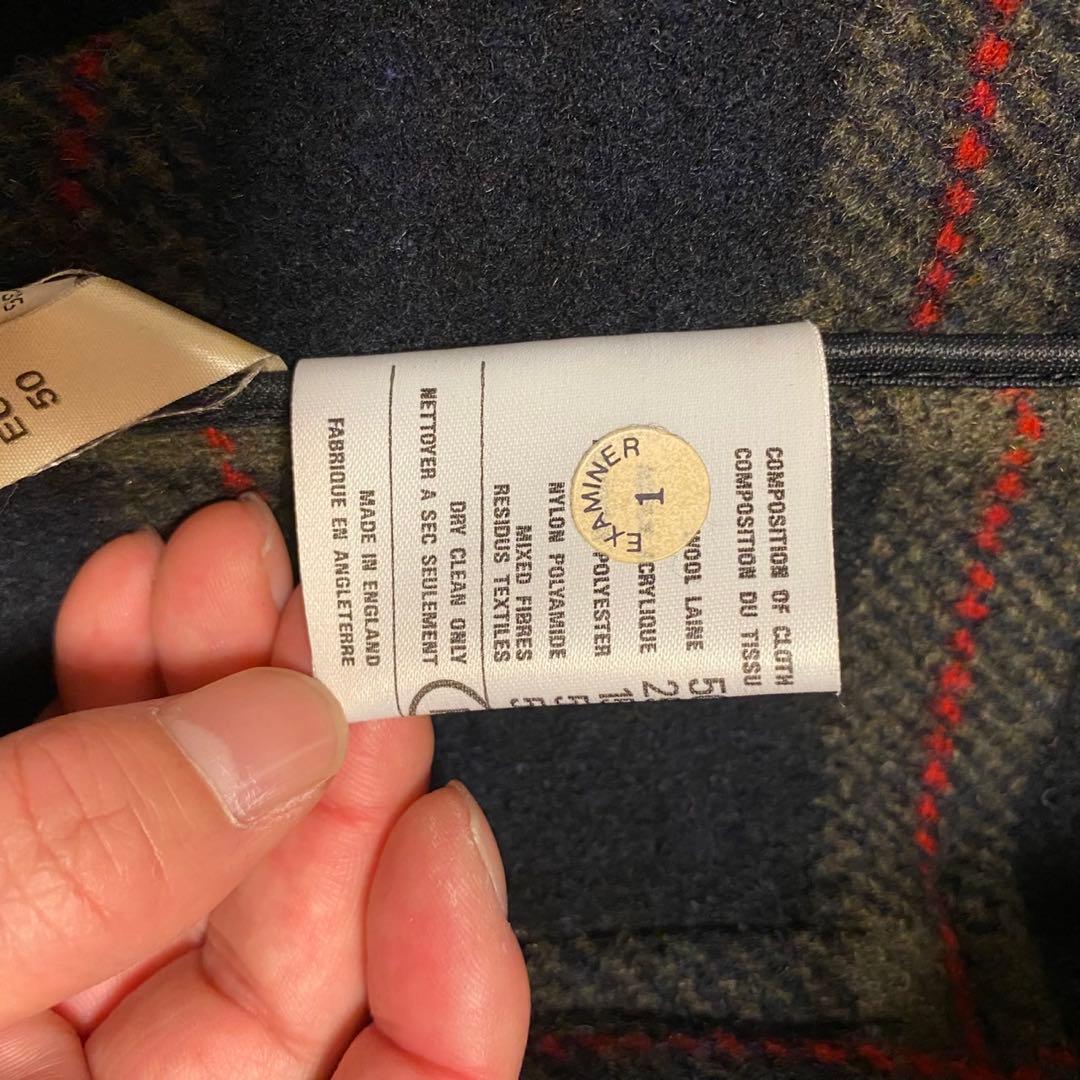 COMPOSITION OF CLOTH
COMPOSITION DU TISSU
WOOL LAINE
POLYESTER
NYLON POLYAMIDE
MIXED FIBRES
RESIDUS TEXTILES
DRY CLEAN ONLY
NETTOYER A SEC SEULEMENT
MADE IN ENGLAND
FABRIQUE EN ANGLETERRE
EXAMINER
1
50